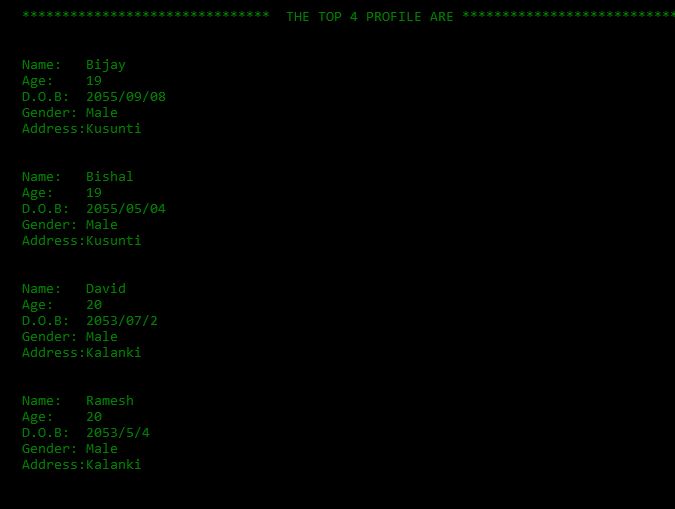 ******************************* THE TOP 4 PROFILE ARE ***************************
Name: Bijay
Age: 19
D.O.B: 2055/09/08
Gender: Male
Address:Kusunti
Name: Bishal
Age: 19
D.O.B: 2055/05/04
Gender: Male
Address:Kusunti
Name: David
Age: 20
D.O.B: 2053/07/2
Gender: Male
Address:Kalanki
Name: Ramesh
Age: 20
D.O.B: 2053/5/4
Gender: Male
Address:Kalanki